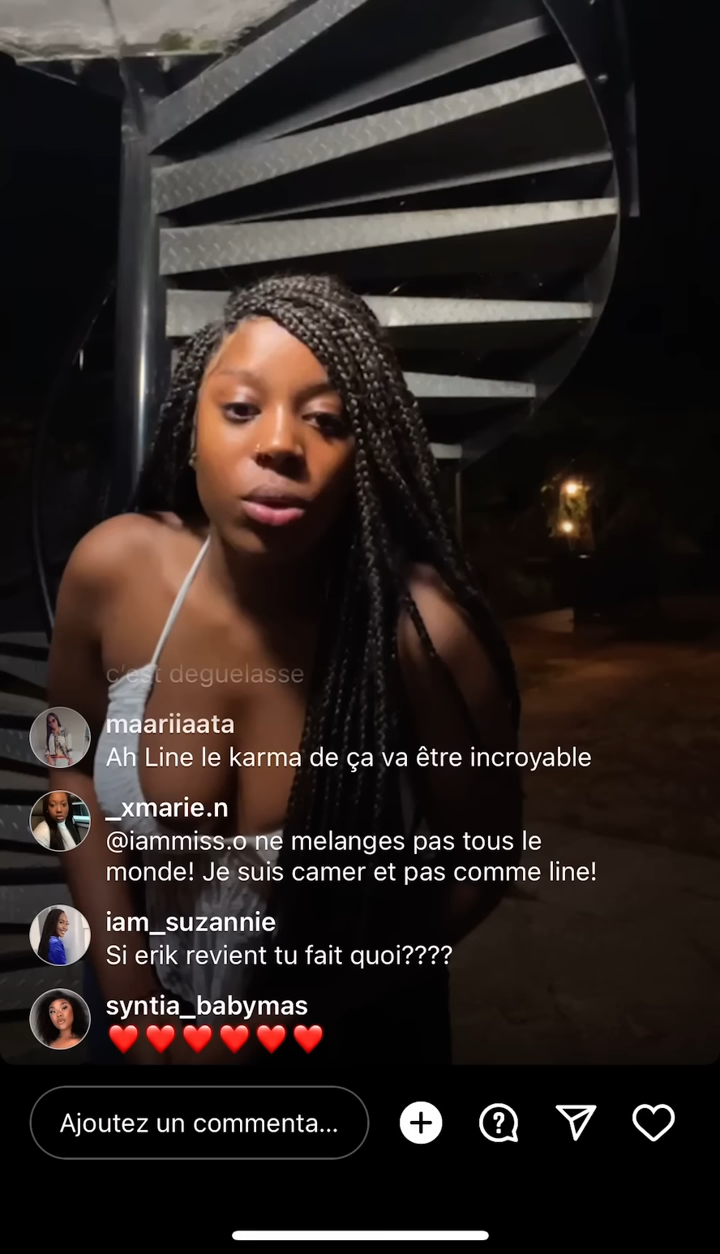 c'est deguelasse
maariiaata
Ah Line le karma de ça va être incroyable
_xmarie.n
@iammiss.o ne melanges pas tous le
monde! Je suis camer et pas comme line!
iam_suzannie
Si erik revient tu fait quoi????
syntia_babymas
❤️❤️❤️❤️❤️❤️
Ajoutez un commenta...